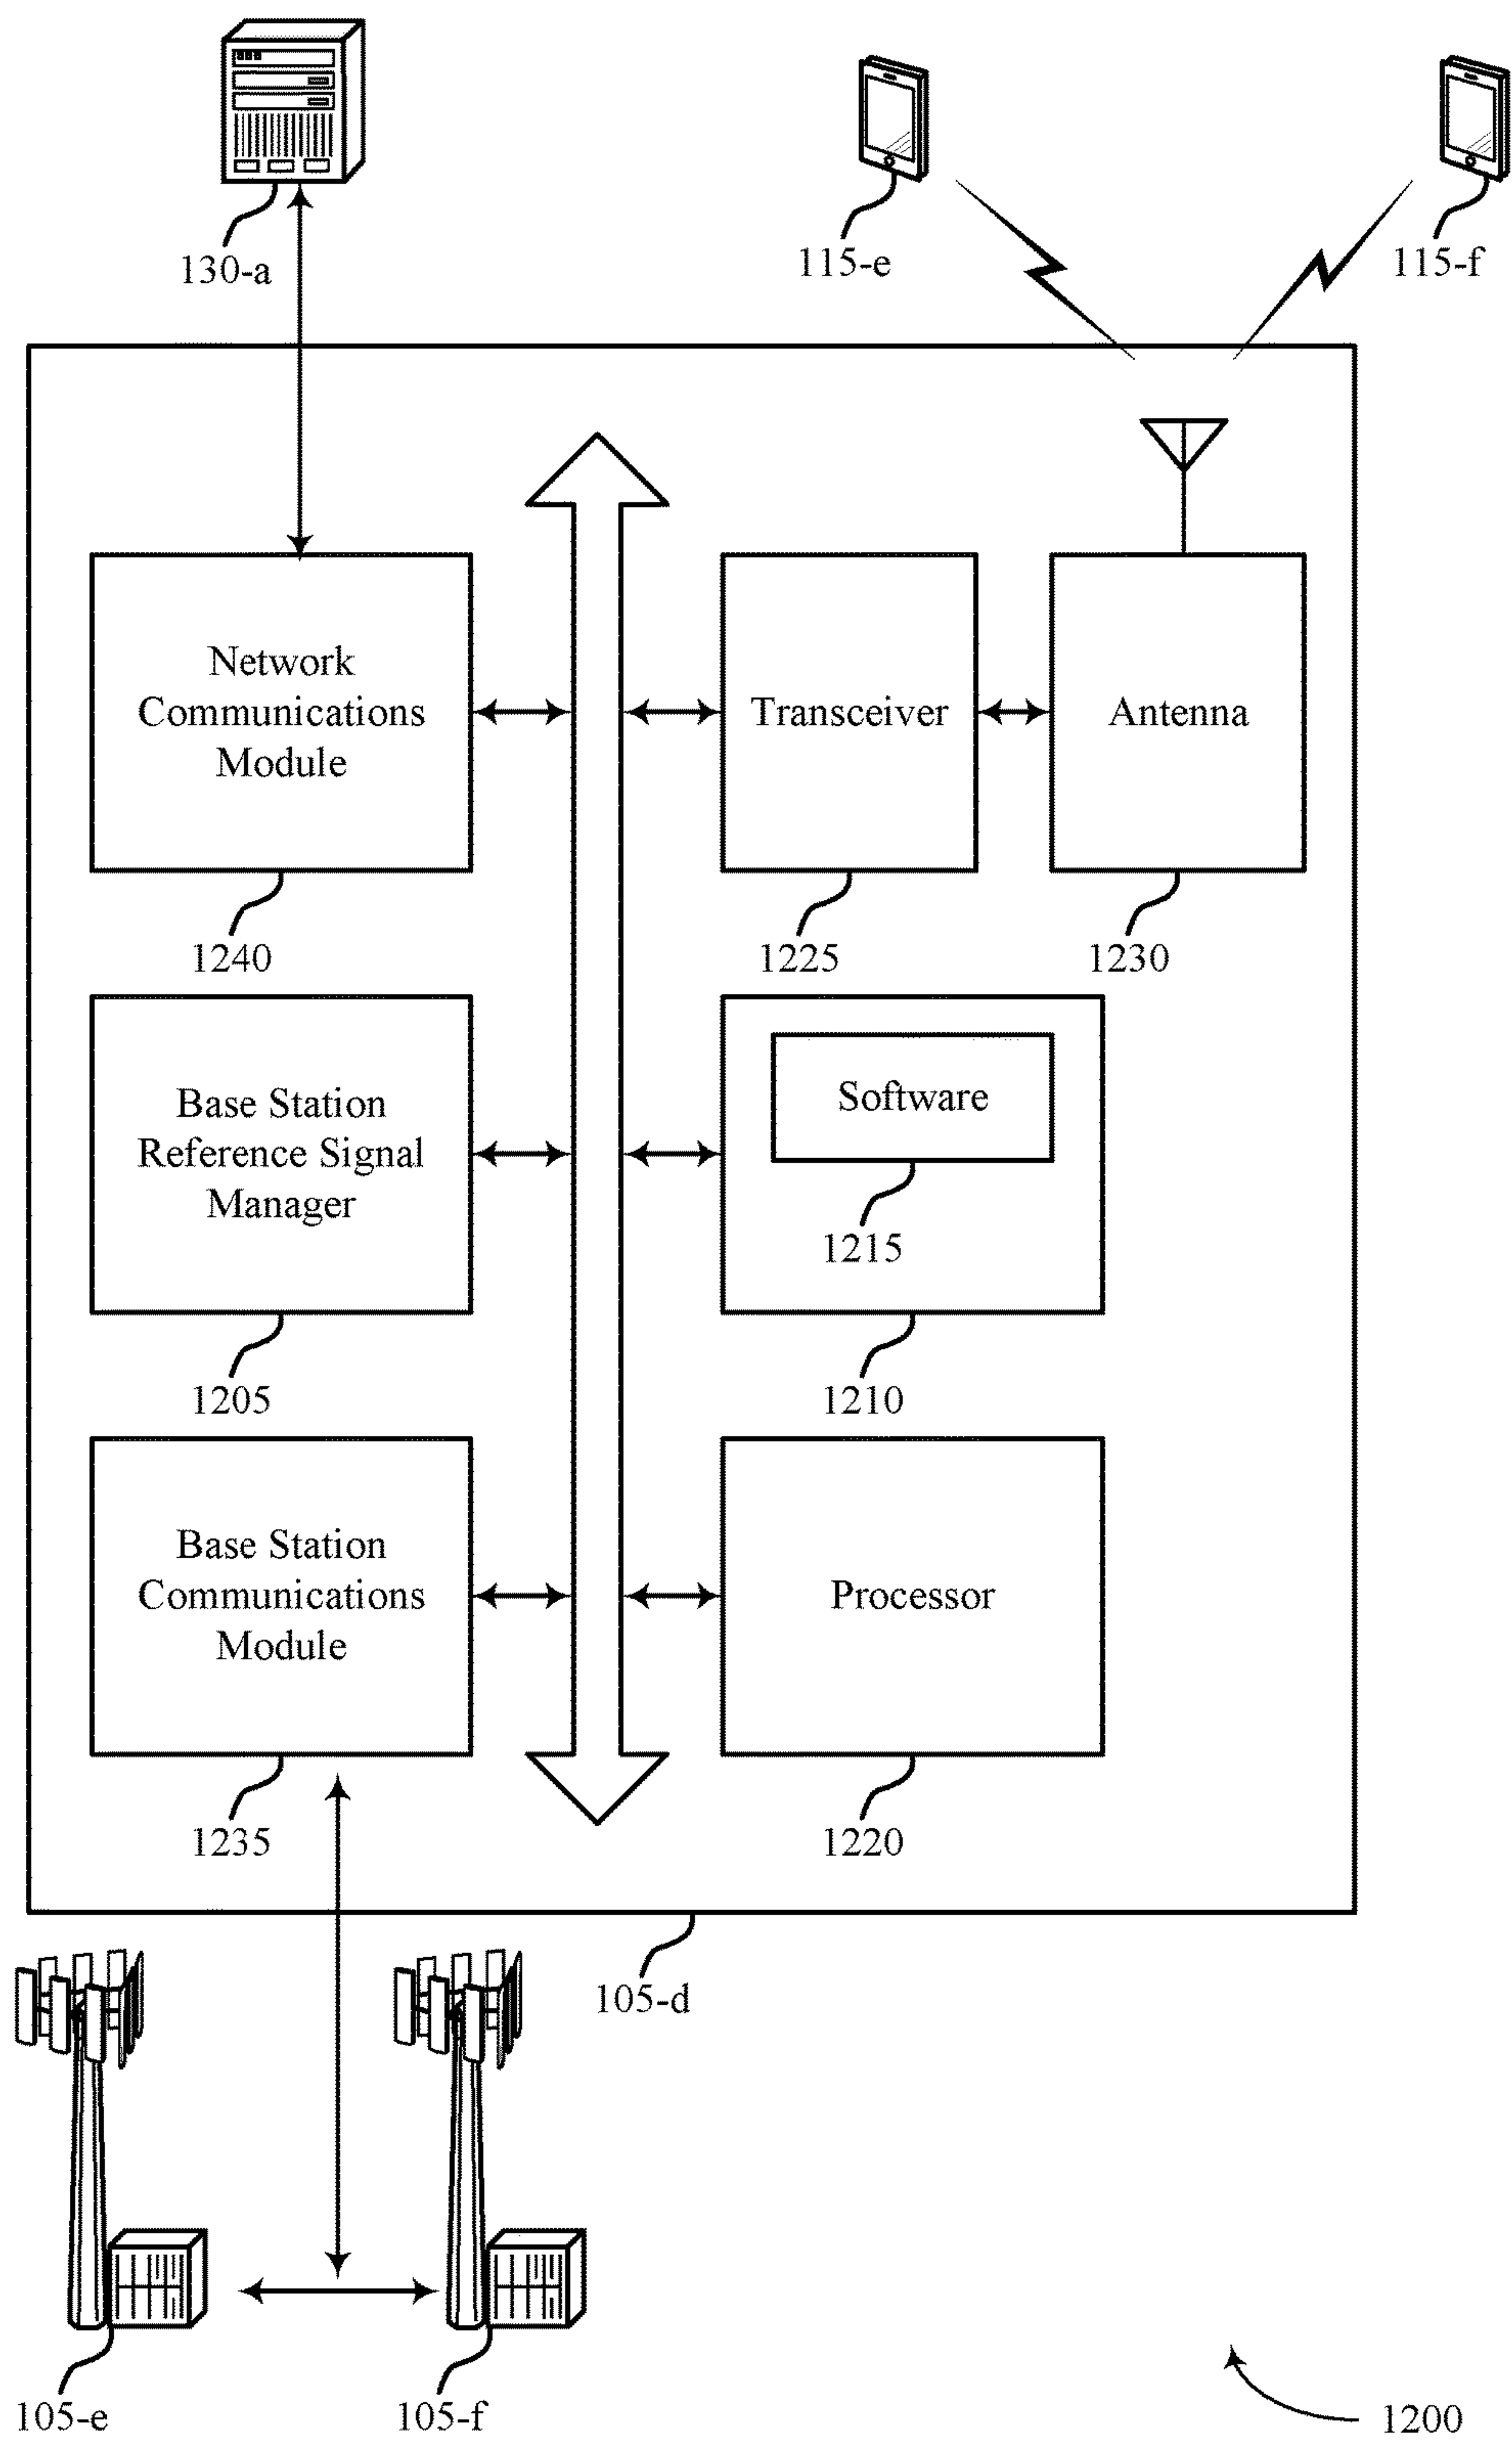 130-a
115-e
115-f
Network
Communications
Module
Transceiver
Antenna
1240
1225
1230
Base Station
Reference Signal
Manager
Software
1215
1205
1210
Base Station
Communications
Module
Processor
1235
1220
105-d
105-e
105-f
1200